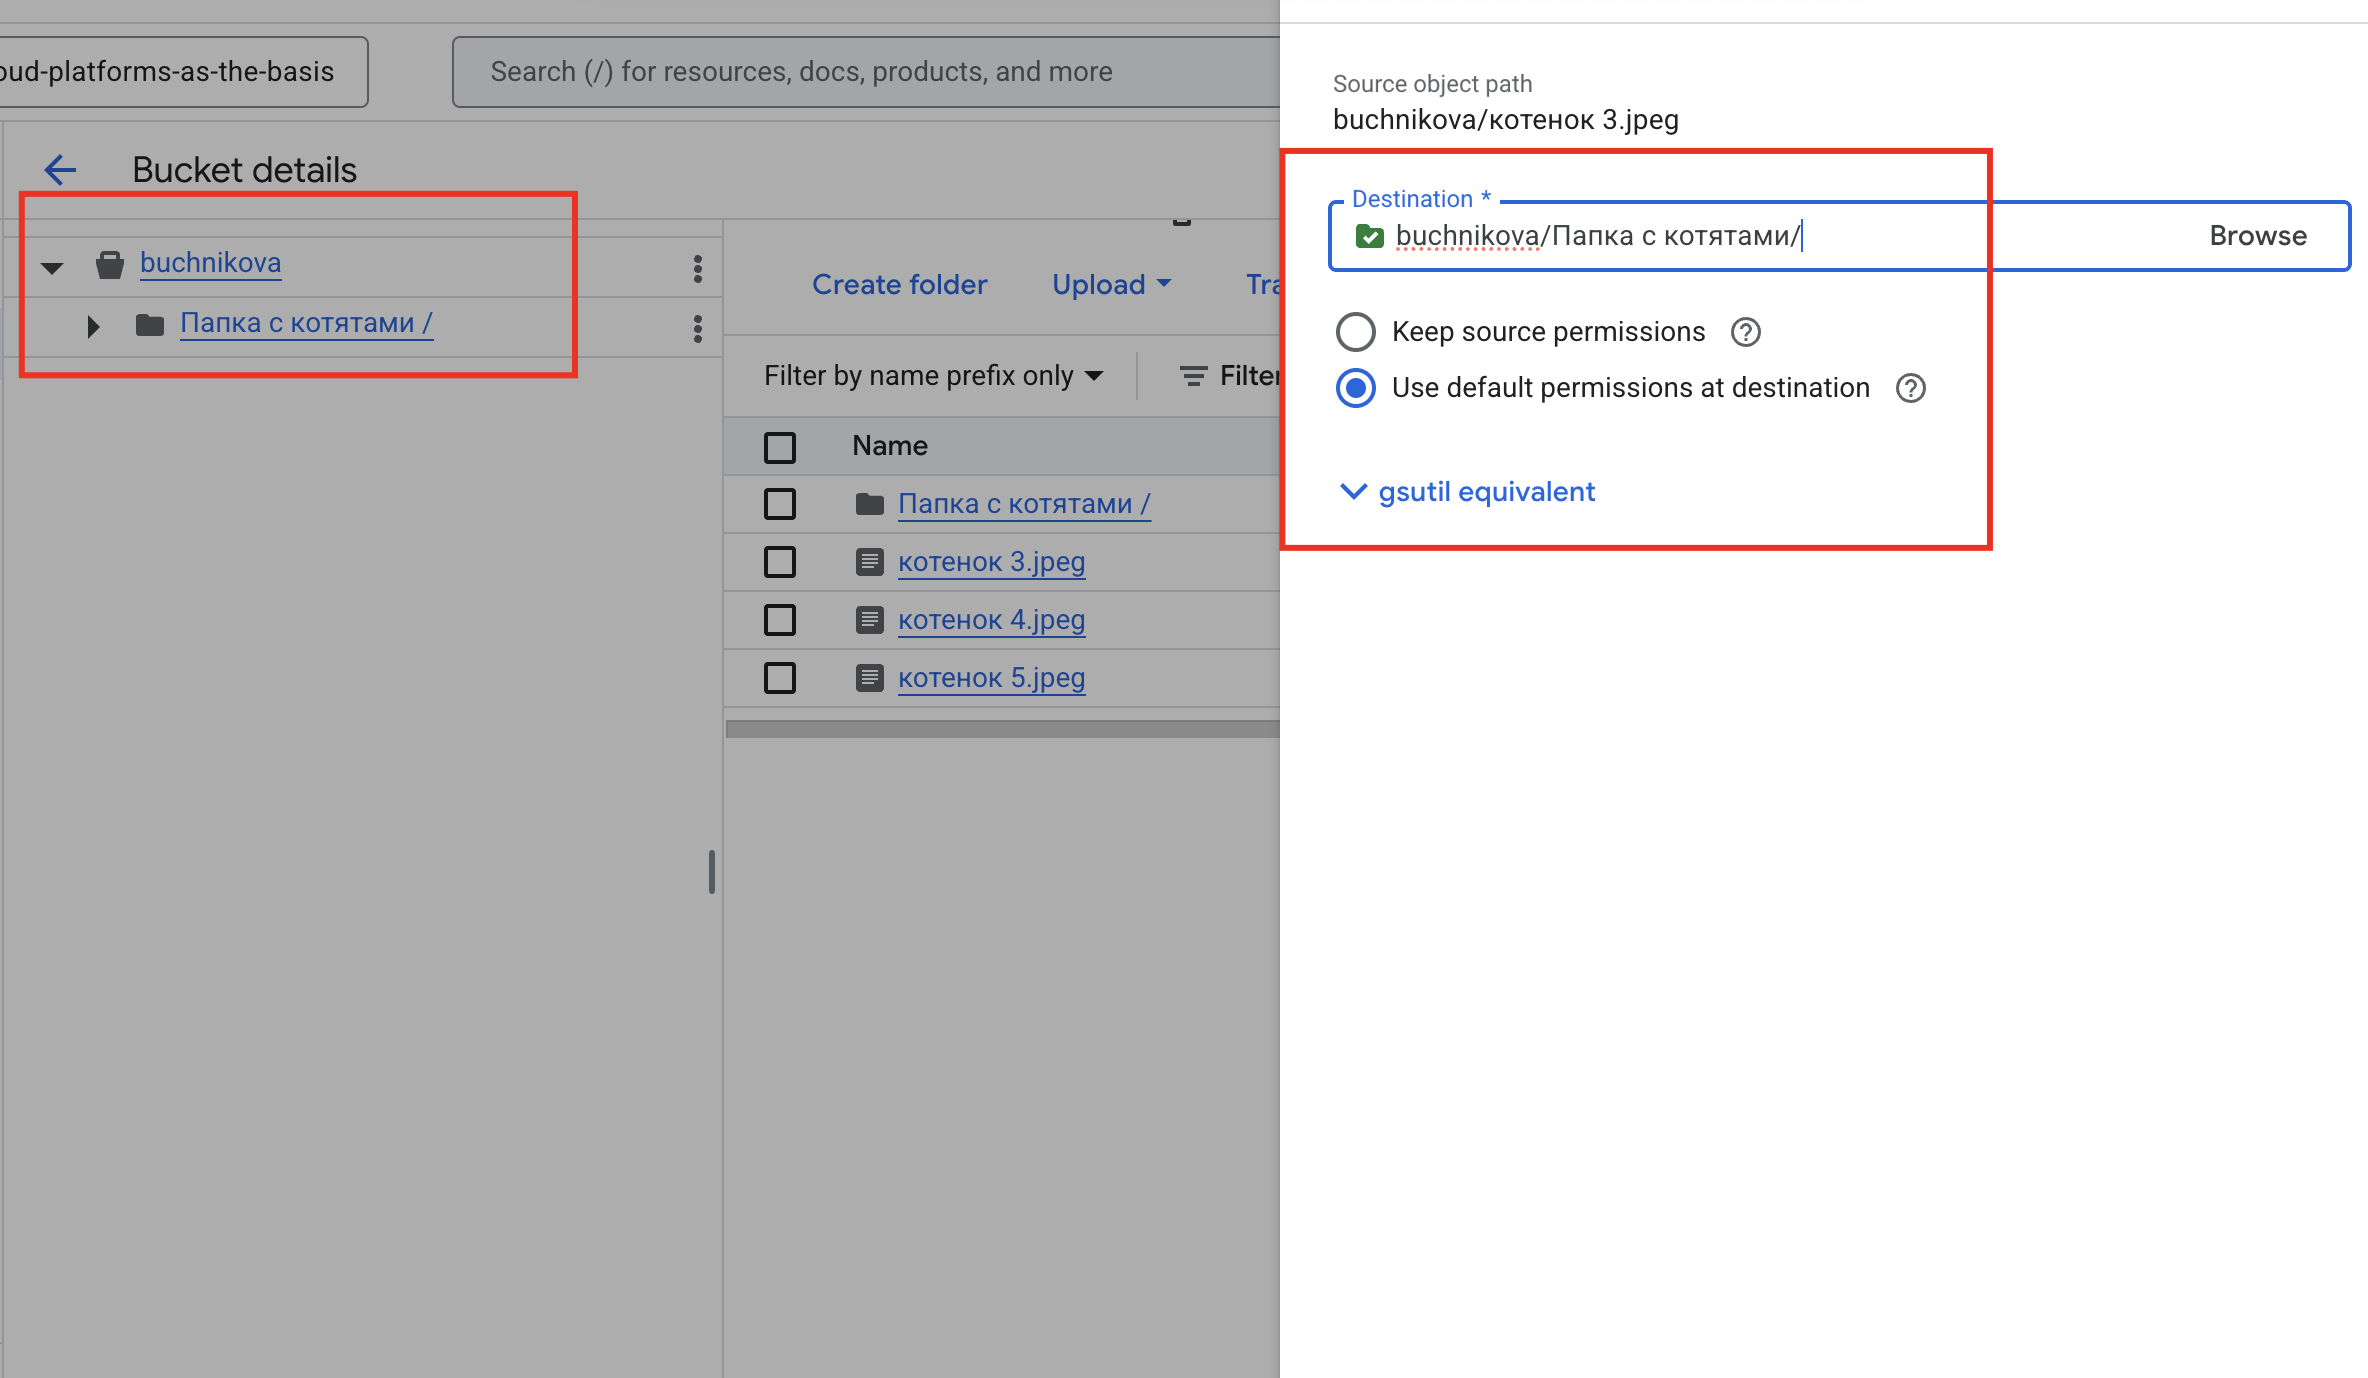 oud-platforms-as-the-basis
Search (/) for resources, docs, products, and more
Bucket details
buchnikova
Папка с котятами /
Create folder
Upload
Filter by name prefix only
Filter
Name
Папка с котятами /
котенок 3.jpeg
котенок 4.jpeg
котенок 5.jpeg
Source object path
buchnikova/котенок 3.jpeg
Destination *
buchnikova/Папка с котятами/
Browse
Keep source permissions
Use default permissions at destination
gsutil equivalent